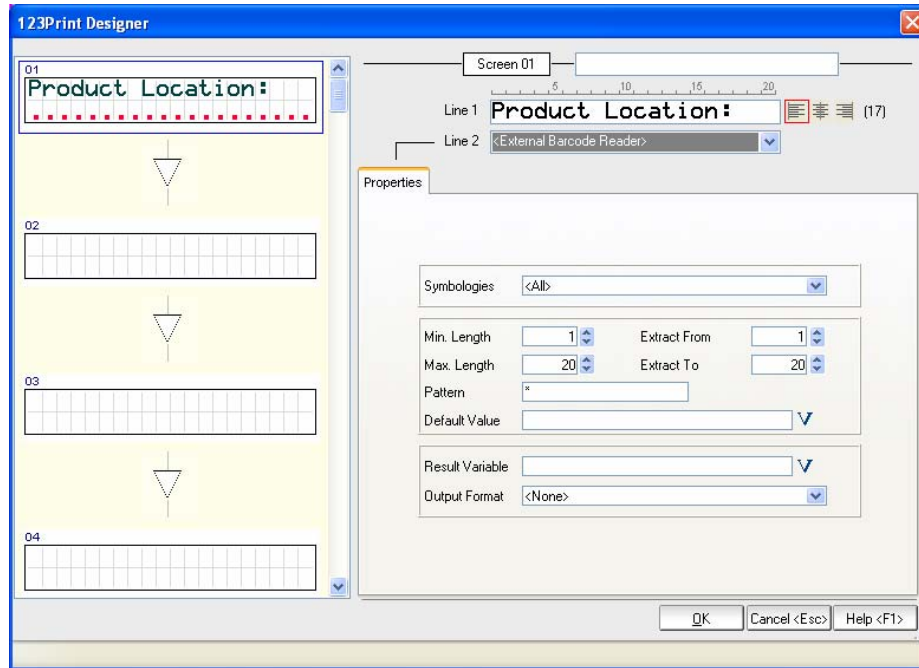 123Print Designer
01
Product Location:
02
03
04
Screen 01
5 10 15 20
Line 1 Product Location: (17)
Line 2 <External Barcode Reader>
Properties
Symbologies <All>
Min. Length 1 Extract From 1
Max. Length 20 Extract To 20
Pattern *
Default Value V
Result Variable V
Output Format <None>
OK Cancel <Esc> Help <F1>